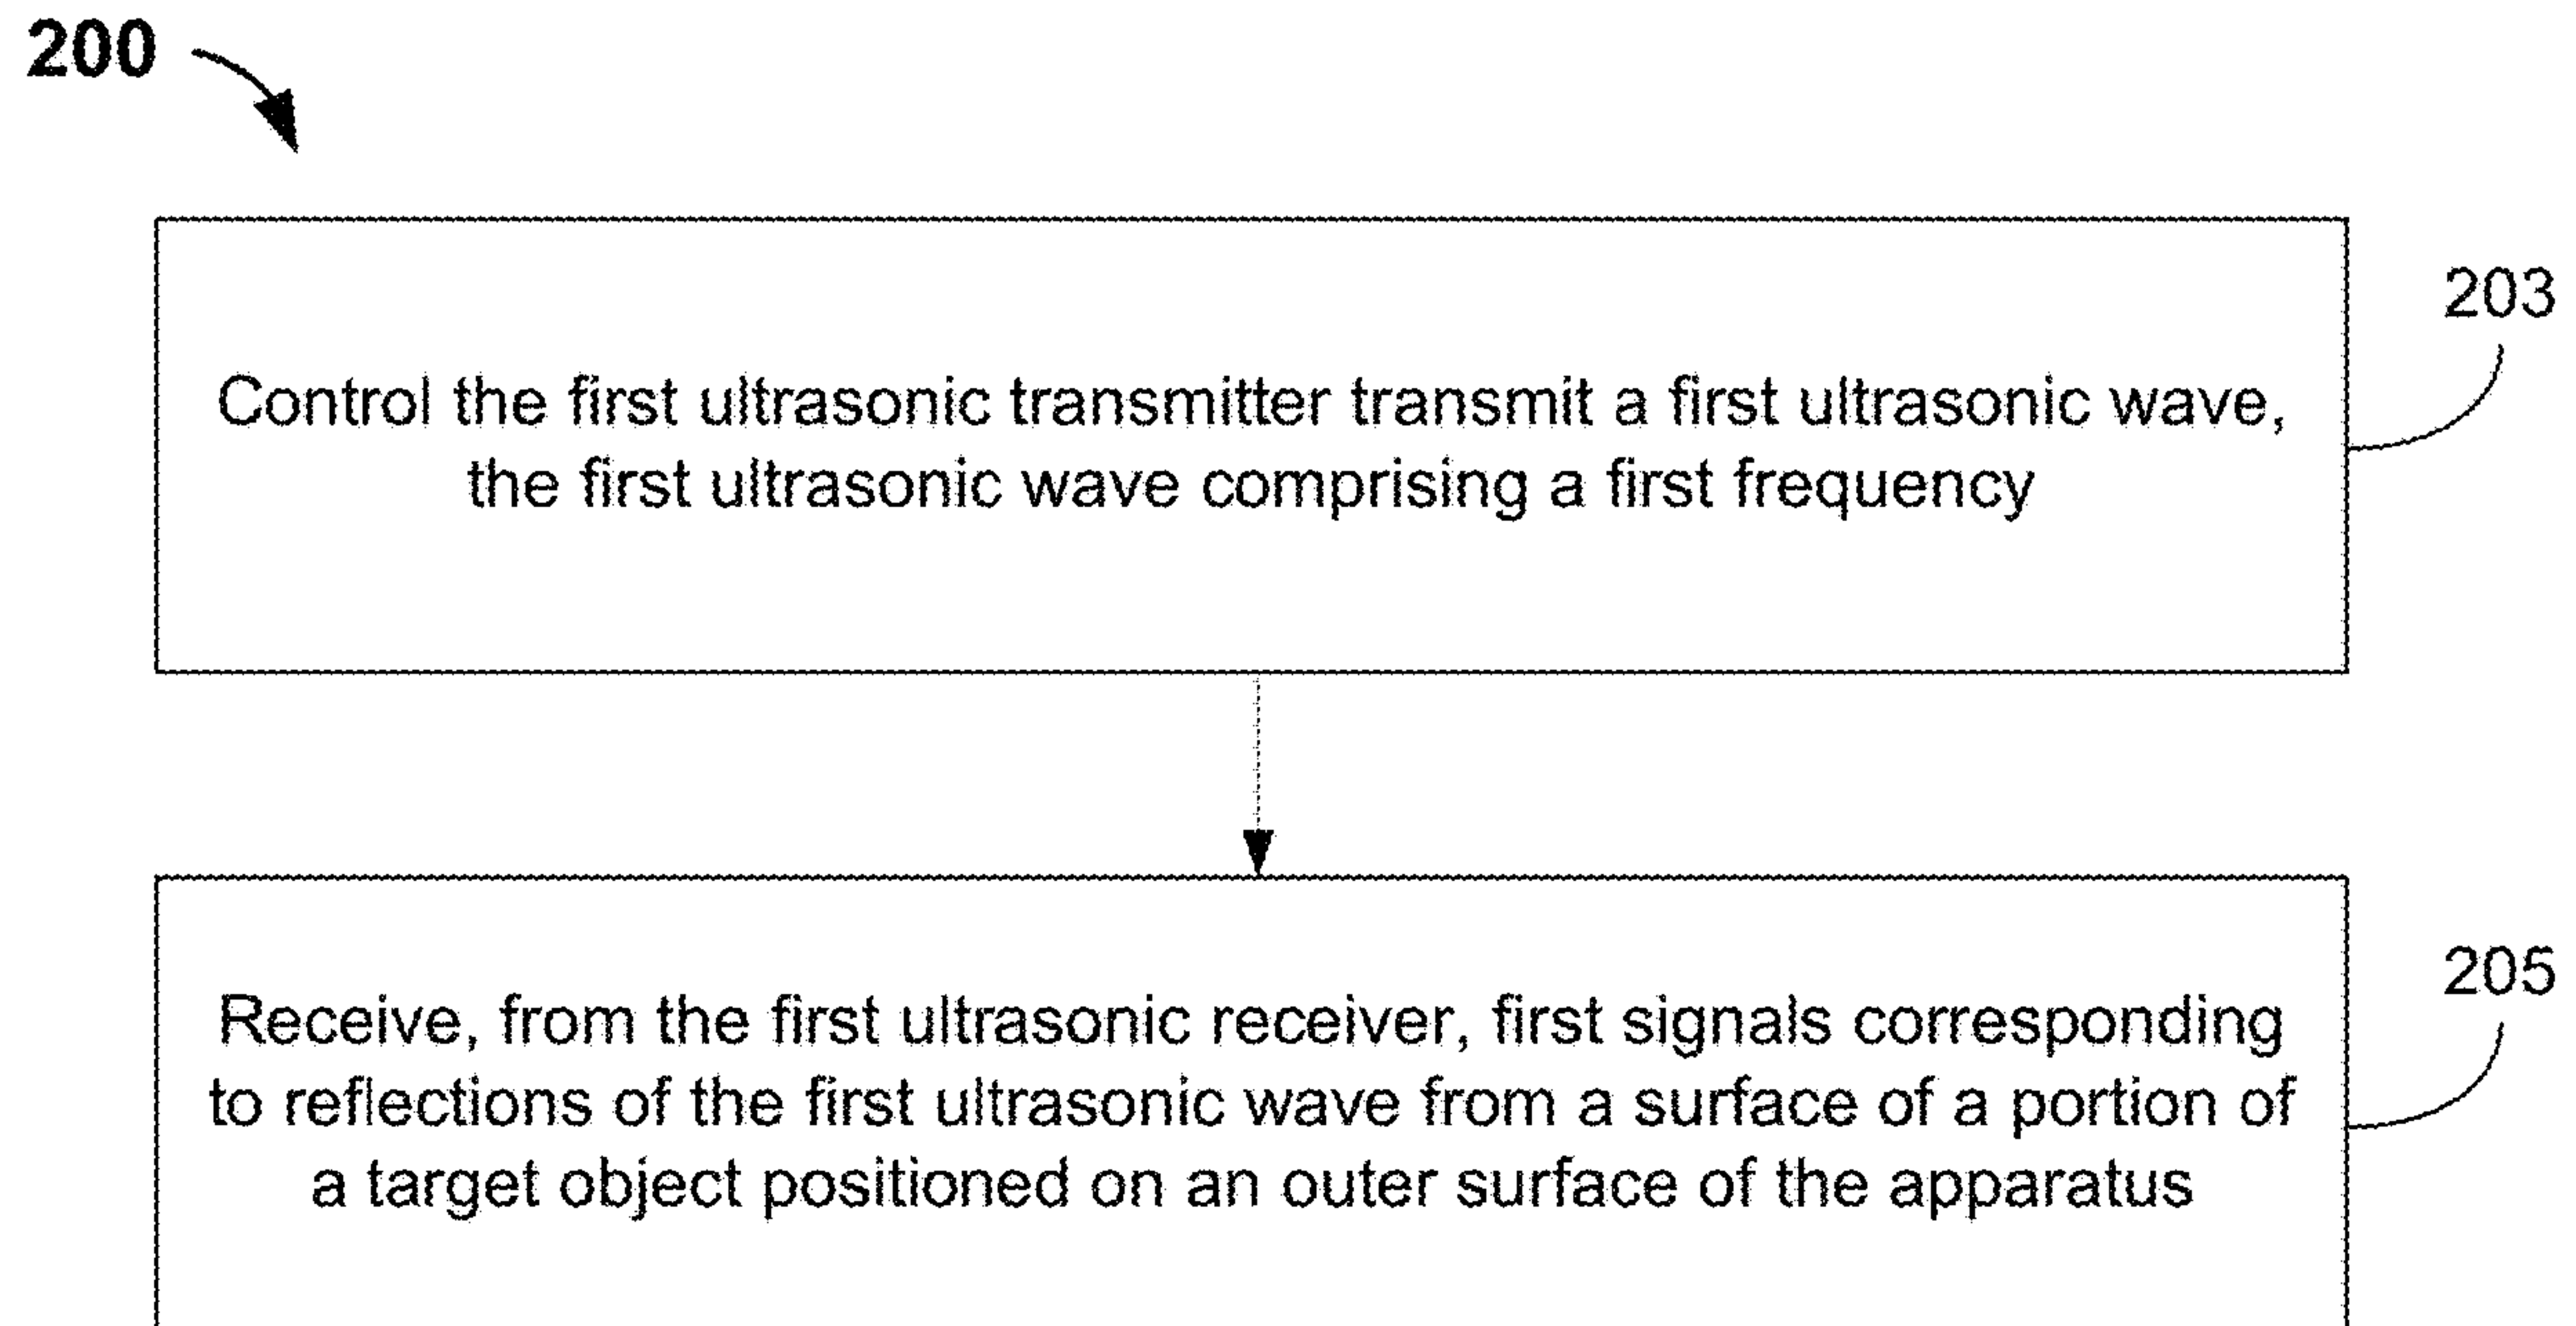 200
203
Control the first ultrasonic transmitter transmit a first ultrasonic wave,
the first ultrasonic wave comprising a first frequency
205
Receive, from the first ultrasonic receiver, first signals corresponding
to reflections of the first ultrasonic wave from a surface of a portion of
a target object positioned on an outer surface of the apparatus